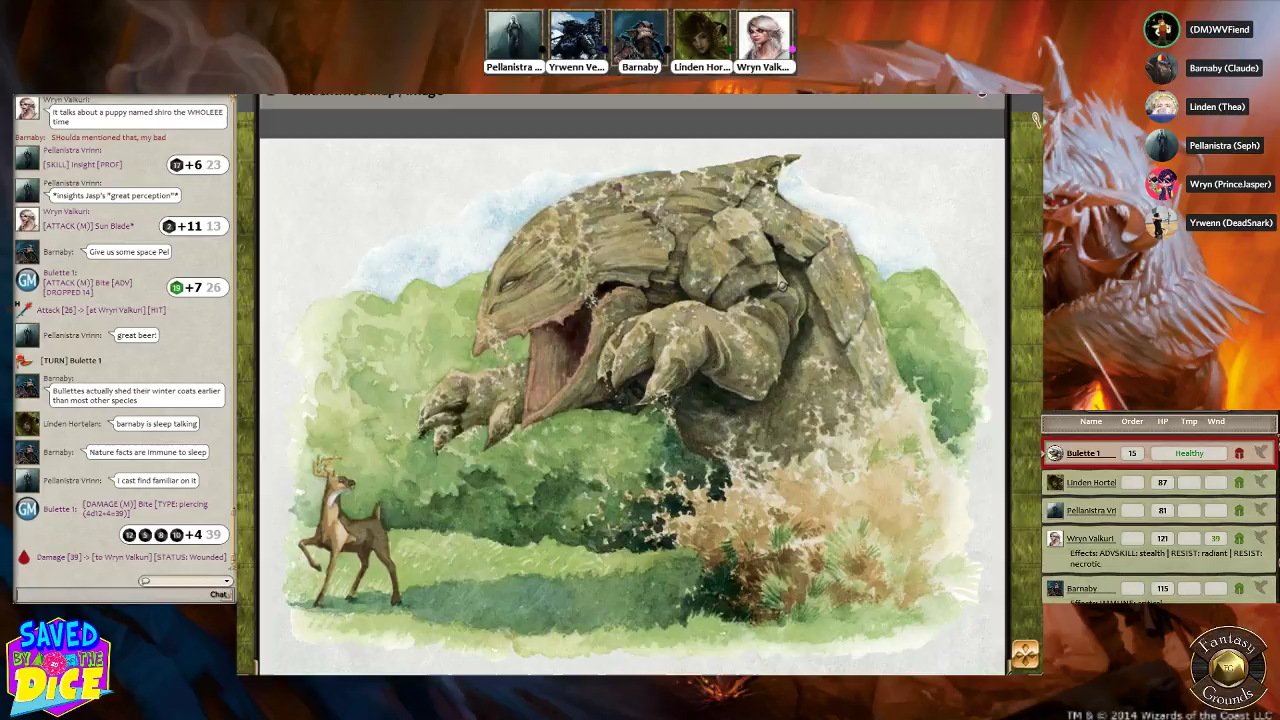 Pellanistra ...
Yrwenn Ve...
Barnaby
Linden Hor...
Wryn Valk...
(DM)WVFiend
Barnaby (Claude)
Linden (Thea)
Pellanistra (Seph)
Wryn (PrinceJasper)
Yrwenn (DeadSnark)
Wryn Valkuri:
It talks about a puppy named shiro the WHOLEEE
time
Barnaby: SHoulda mentioned that, my bad
Pellanistra Vrinn:
[SKILL] Insight [PROF]
17 +6 23
Pellanistra Vrinn:
*insights Jasp's "great perception"*
Wryn Valkuri:
[ATTACK (M)] Sun Blade*
2 +11 13
Barnaby: Give us some space Pel
Bulette 1:
[ATTACK (M)] Bite [ADV]
[DROPPED 14]
19 +7 26
Attack [26] -> [at Wryn Valkuri] [HIT]
Pellanistra Vrinn: great beer!
[TURN] Bulette 1
Barnaby:
Bullettes actually shed their winter coats earlier
than most other species
Linden Hortelan: barnaby is sleep talking
Barnaby: Nature facts are immune to sleep
Pellanistra Vrinn: I cast find familiar on it
Bulette 1: [DAMAGE (M)] Bite [TYPE: piercing
(4d12+4=39)]
12 5 8 10 +4 39
Damage [39] -> [to Wryn Valkuri] [STATUS: Wounded]
Chat
Name Order HP Tmp Wnd
Bulette 1 15 Healthy
Linden Hortel 87
Pellanistra Vri 81
Wryn Valkuri 121 39
Effects: ADVSKILL: stealth | RESIST: radiant | RESIST:
necrotic
Barnaby 115
SAVED
BY THE
DICE
Fantasy
FG
Grounds
TM & © 2014 Wizards of the Coast LLC